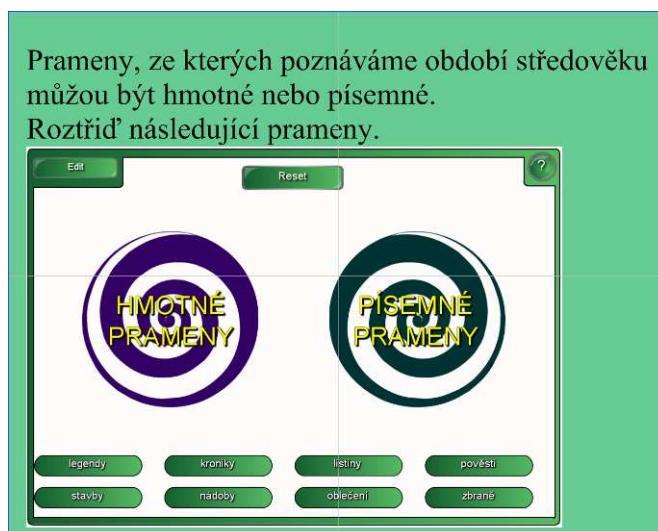 Prameny, ze kterých poznáváme období středověku
můžou být hmotné nebo písemné.
Roztřiď následující prameny.
Edit
Reset
?
HMOTNÉ
PRAMENY
PÍSEMNÉ
PRAMENY
legendy kroniky listiny pověsti
stavby nádoby oblečení zbraně